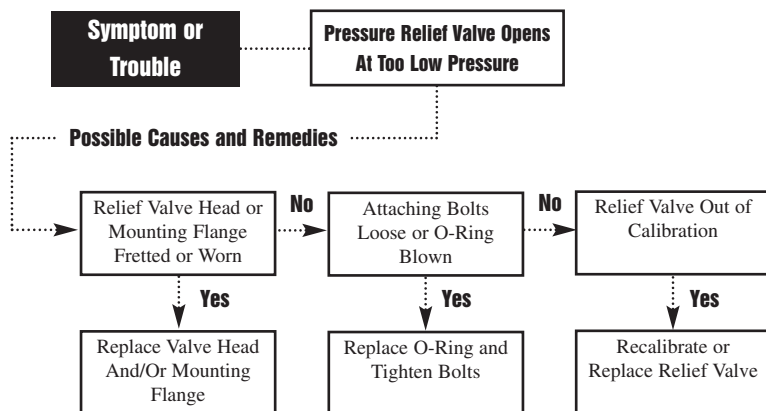 Symptom or
Trouble
Pressure Relief Valve Opens
At Too Low Pressure
Possible Causes and Remedies
Relief Valve Head or
Mounting Flange
Fretted or Worn
No
Attaching Bolts
Loose or O-Ring
Blown
No
Relief Valve Out of
Calibration
Yes
Yes
Yes
Replace Valve Head
And/Or Mounting
Flange
Replace O-Ring and
Tighten Bolts
Recalibrate or
Replace Relief Valve